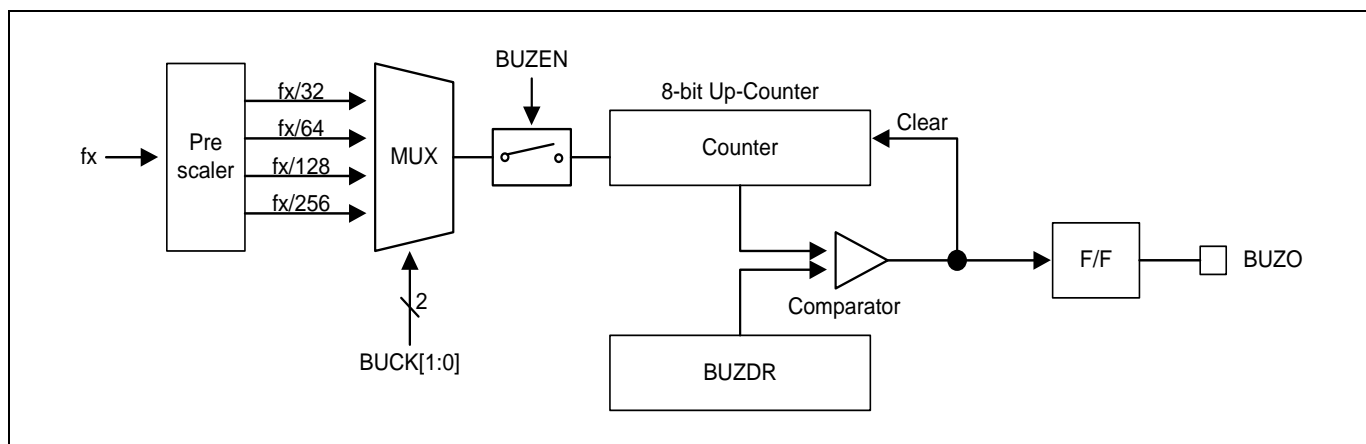 BUZEN
fx/32
8-bit Up-Counter
fx/64
Clear
fx
Pre
scaler
MUX
Counter
fx/128
fx/256
F/F
BUZO
2
Comparator
BUCK[1:0]
BUZDR